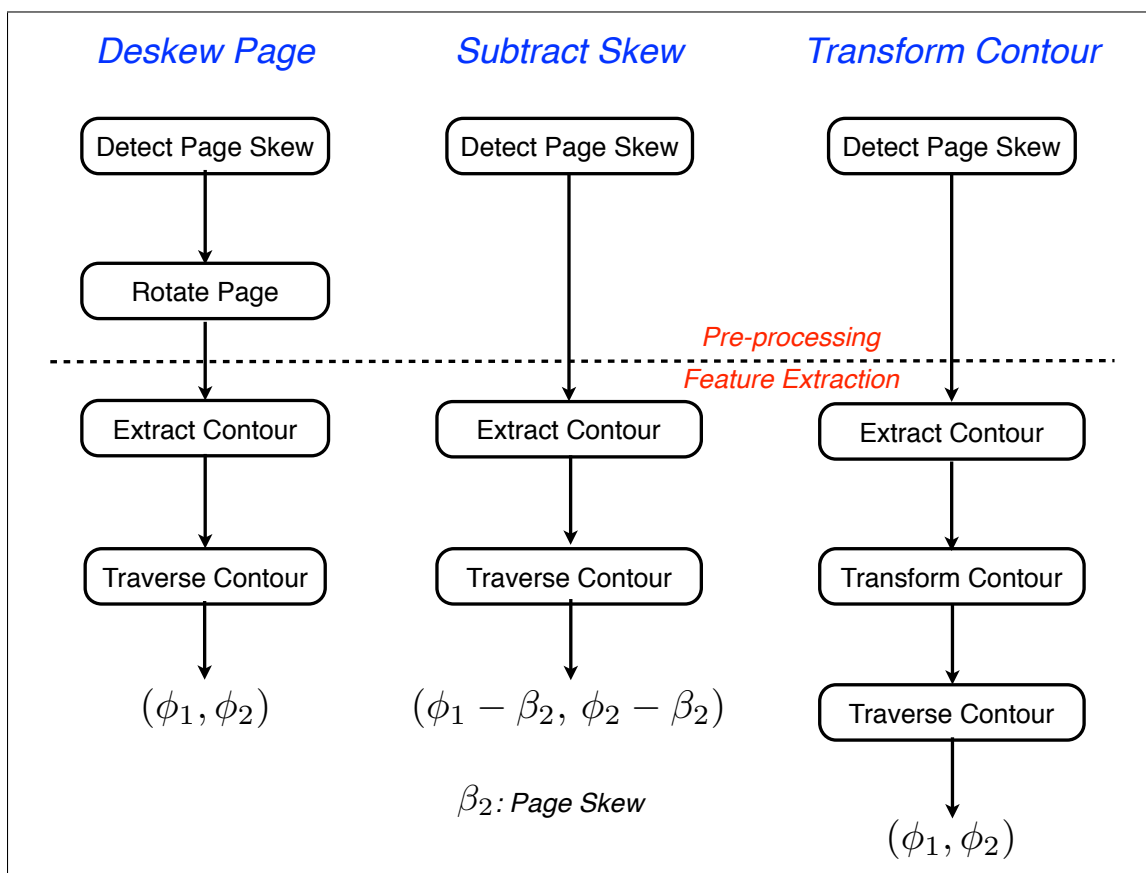 Deskew Page
Subtract Skew
Transform Contour
Detect Page Skew
Detect Page Skew
Detect Page Skew
Rotate Page
Pre-processing
Feature Extraction
Extract Contour
Extract Contour
Extract Contour
Traverse Contour
Traverse Contour
Transform Contour
(ϕ₁, ϕ₂)
(ϕ₁ − β₂, ϕ₂ − β₂)
Traverse Contour
β₂: Page Skew
(ϕ₁, ϕ₂)